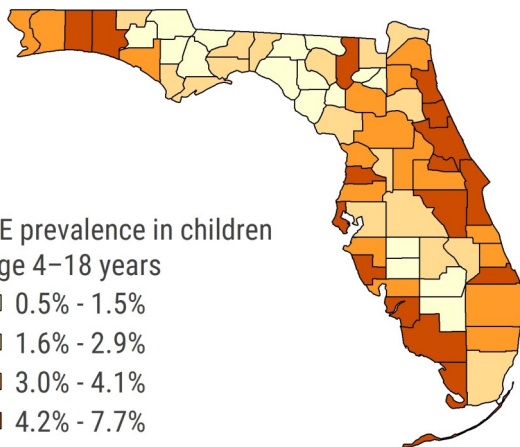 E prevalence in children
ge 4–18 years
0.5% - 1.5%
1.6% - 2.9%
3.0% - 4.1%
4.2% - 7.7%